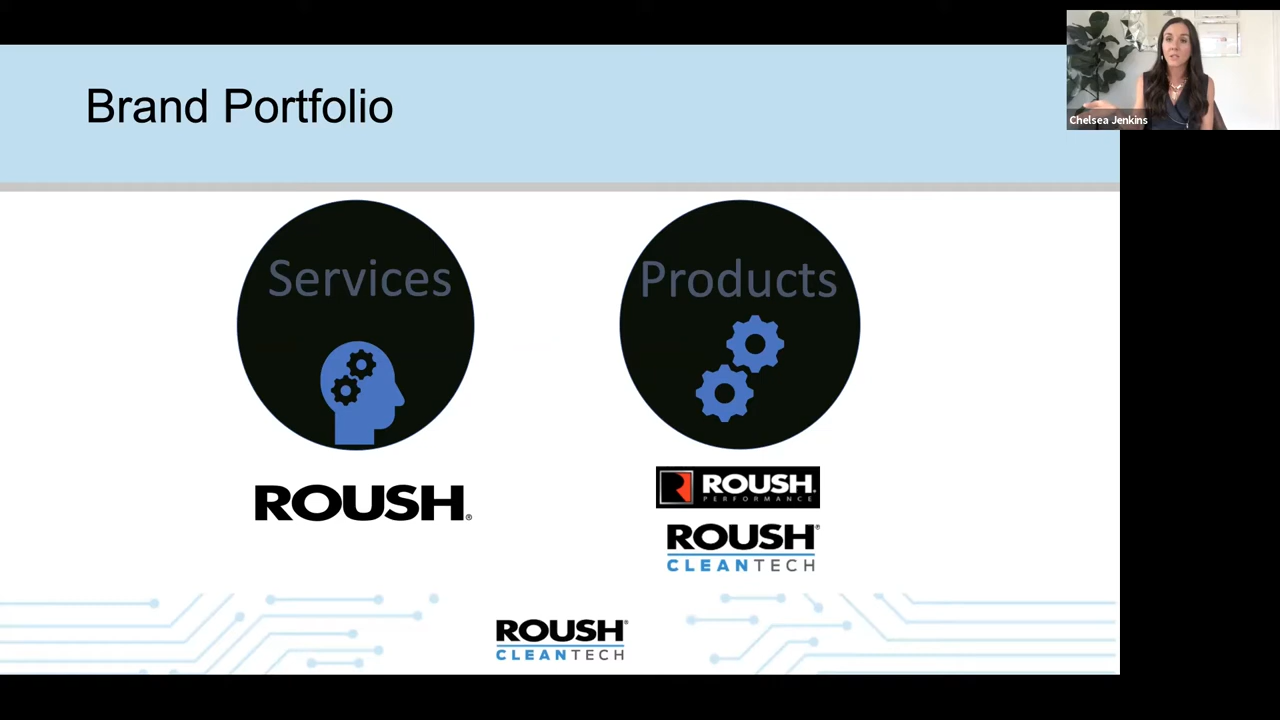 Brand Portfolio
Chelsea Jenkins
Services
Products
ROUSH®
ROUSH®
PERFORMANCE
ROUSH®
CLEANTECH
ROUSH®
CLEANTECH